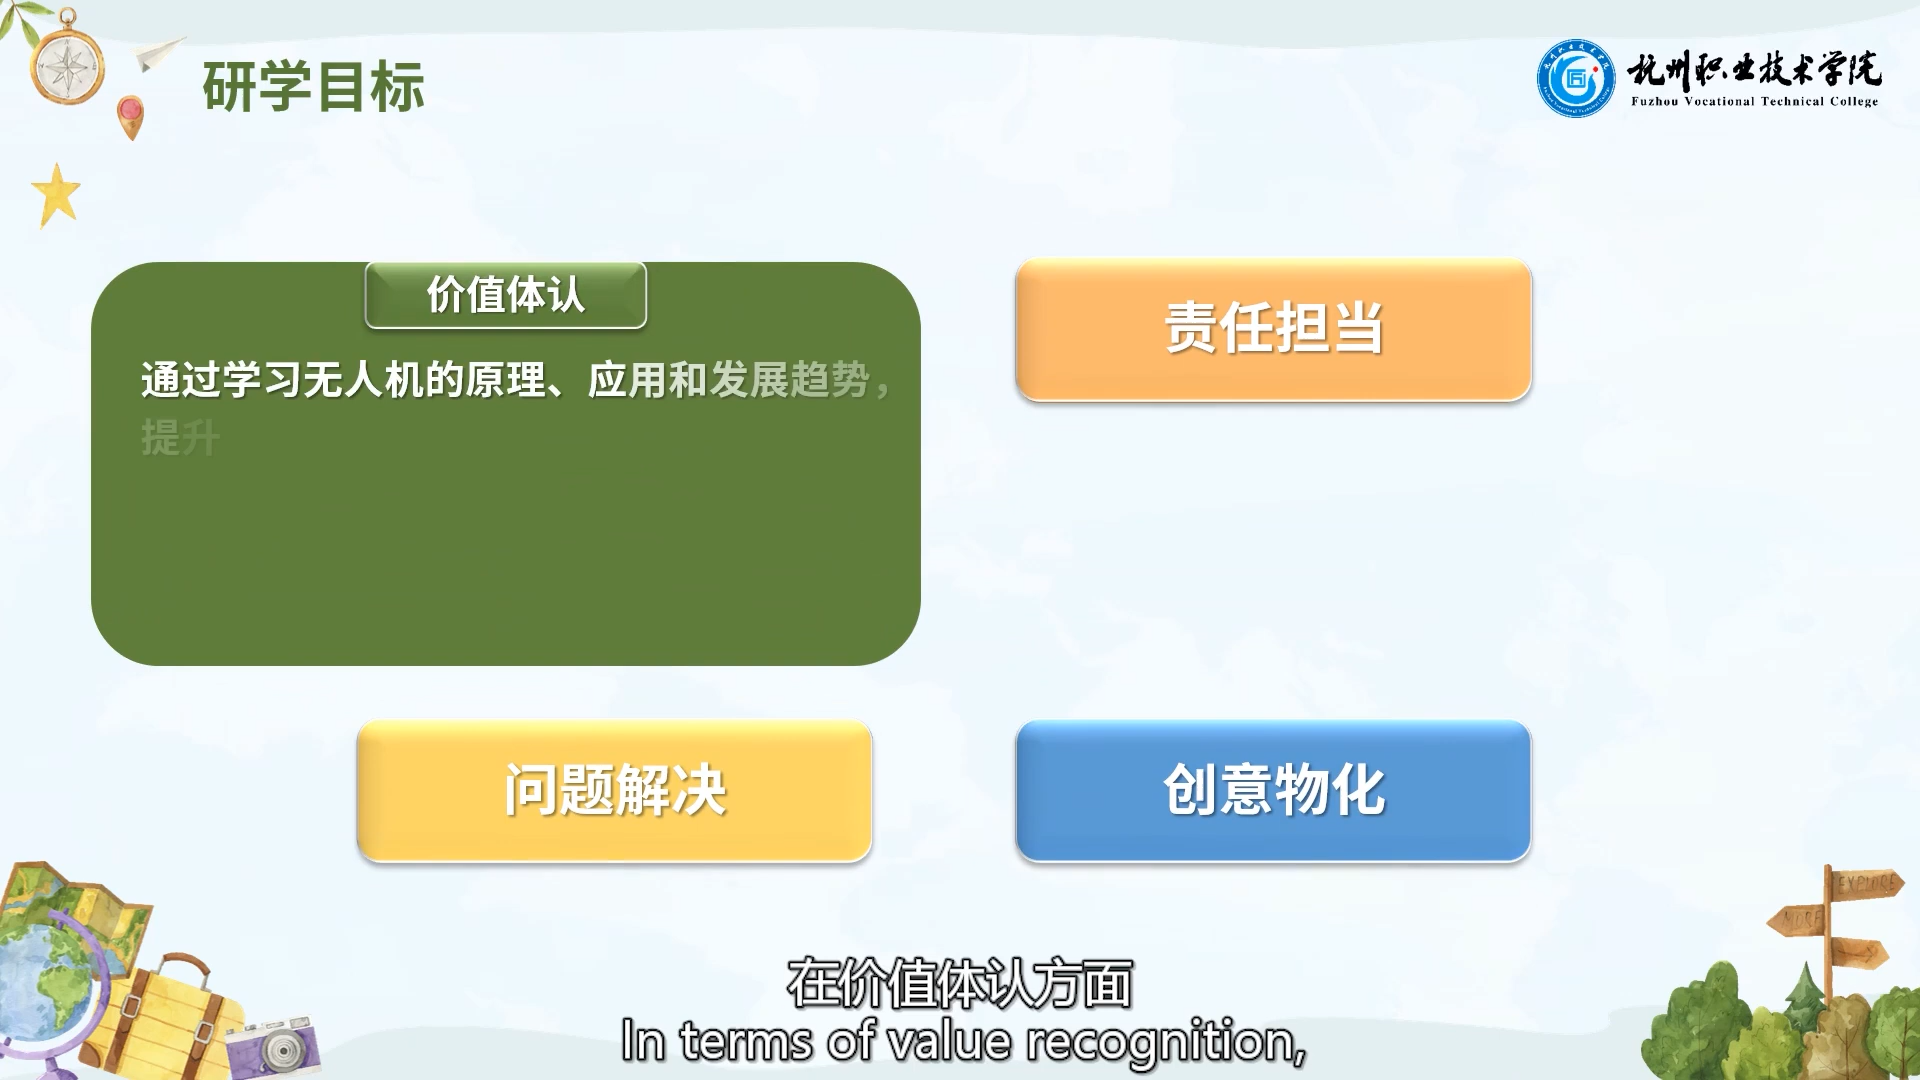 研学目标
抚州职业技术学院
Fuzhou Vocational Technical College
价值体认
通过学习无人机的原理、应用和发展趋势，
提升
责任担当
问题解决
创意物化
EXPLORE
MORE
在价值体认方面
In terms of value recognition,